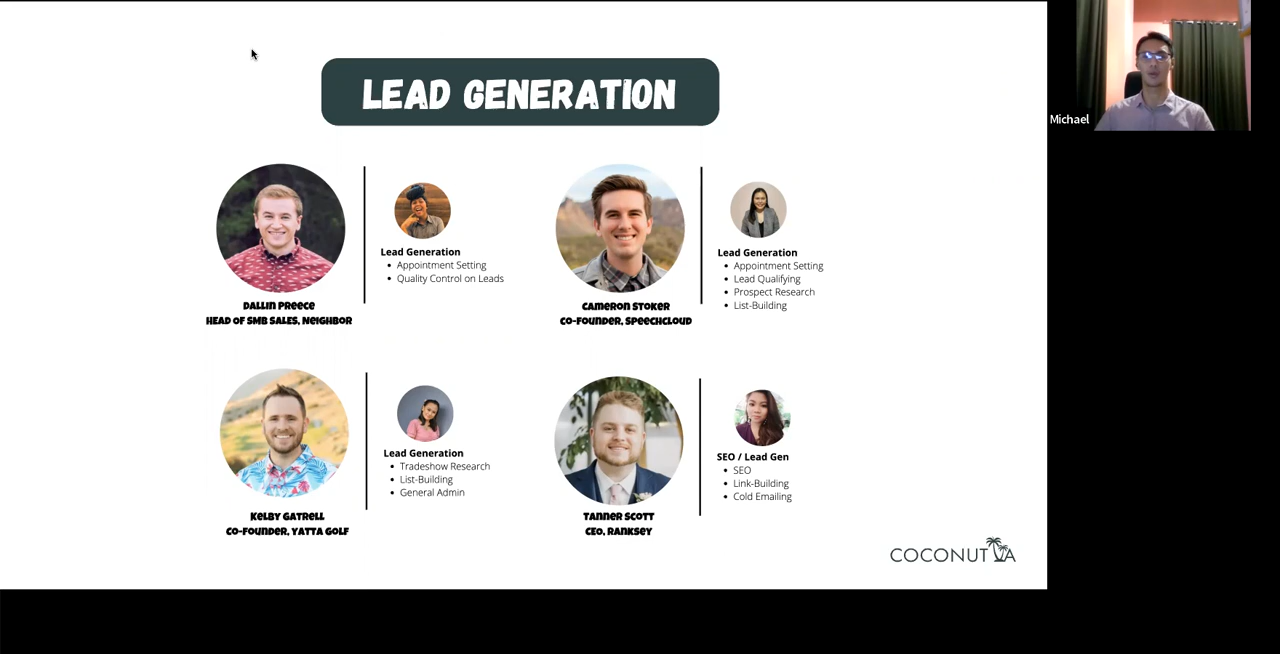 LEAD GENERATION
Michael
Lead Generation
• Appointment Setting
• Quality Control on Leads
DALLIN PREECE
HEAD OF SMB SALES, NEIGHBOR
Lead Generation
• Appointment Setting
• Lead Qualifying
• Prospect Research
• List-Building
CAMERON STOKER
CO-FOUNDER, SPEECHCLOUD
Lead Generation
• Tradeshow Research
• List-Building
• General Admin
KELBY GATRELL
CO-FOUNDER, YATTA GOLF
SEO / Lead Gen
• SEO
• Link-Building
• Cold Emailing
TANNER SCOTT
CEO, RANKSEY
COCONUT VA